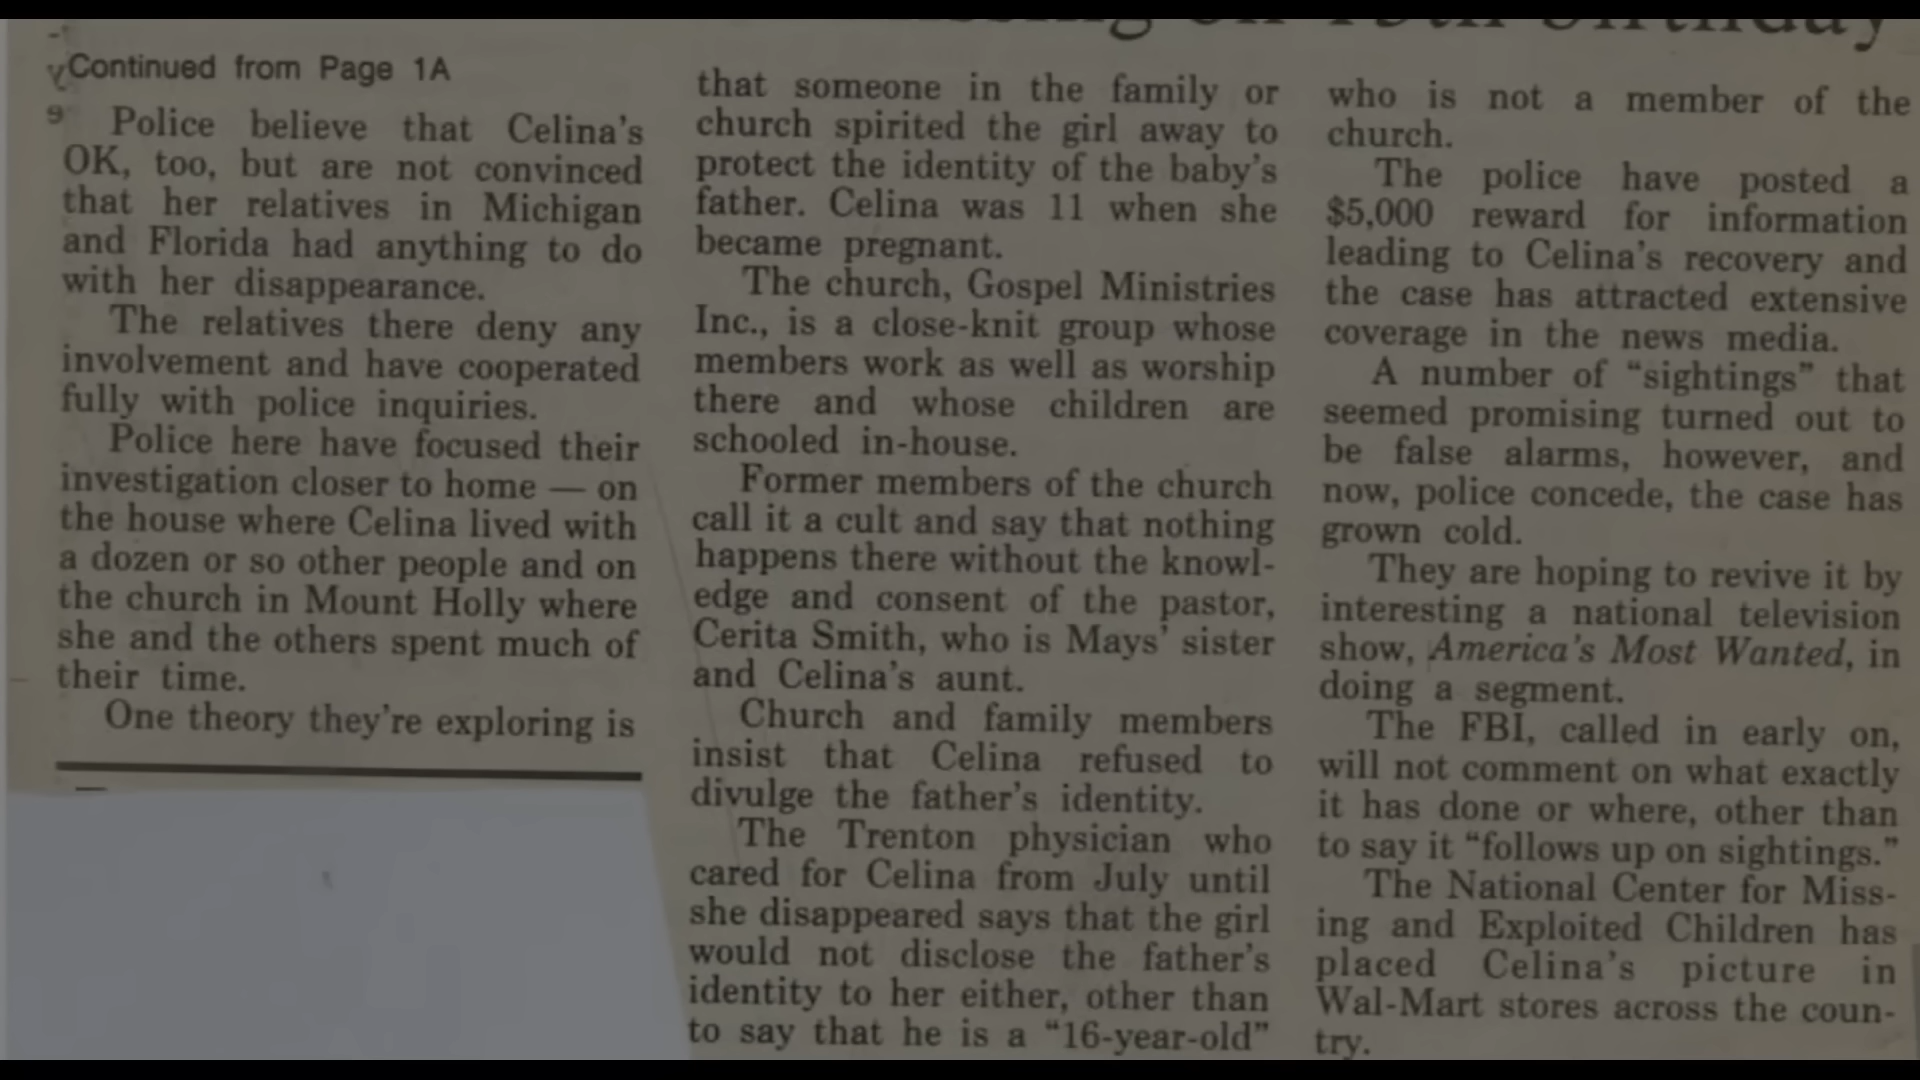 on 13th birthday
Continued from Page 1A
Police believe that Celina's
OK, too, but are not convinced
that her relatives in Michigan
and Florida had anything to do
with her disappearance.
The relatives there deny any
involvement and have cooperated
fully with police inquiries.
Police here have focused their
investigation closer to home — on
the house where Celina lived with
a dozen or so other people and on
the church in Mount Holly where
she and the others spent much of
their time.
One theory they're exploring is
that someone in the family or
church spirited the girl away to
protect the identity of the baby's
father. Celina was 11 when she
became pregnant.
The church, Gospel Ministries
Inc., is a close-knit group whose
members work as well as worship
there and whose children are
schooled in-house.
Former members of the church
call it a cult and say that nothing
happens there without the knowl-
edge and consent of the pastor,
Cerita Smith, who is Mays' sister
and Celina's aunt.
Church and family members
insist that Celina refused to
divulge the father's identity.
The Trenton physician who
cared for Celina from July until
she disappeared says that the girl
would not disclose the father's
identity to her either, other than
to say that he is a “16-year-old”
who is not a member of the
church.
The police have posted a
$5,000 reward for information
leading to Celina's recovery and
the case has attracted extensive
coverage in the news media.
A number of “sightings” that
seemed promising turned out to
be false alarms, however, and
now, police concede, the case has
grown cold.
They are hoping to revive it by
interesting a national television
show, America's Most Wanted, in
doing a segment.
The FBI, called in early on,
will not comment on what exactly
it has done or where, other than
to say it “follows up on sightings.”
The National Center for Miss-
ing and Exploited Children has
placed Celina's picture in
Wal-Mart stores across the coun-
try.